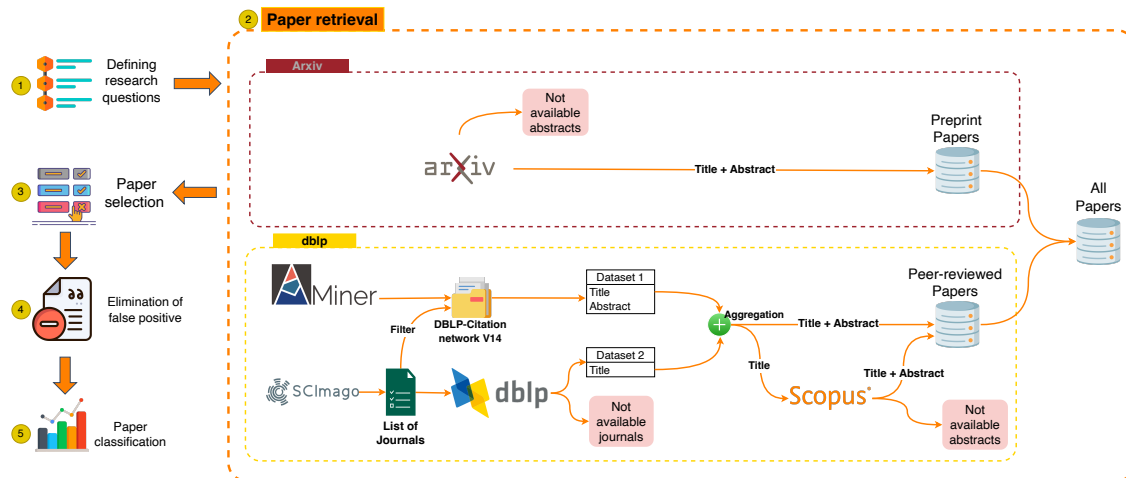 2
Paper retrieval
1
Defining
research
questions
Arxiv
Not
available
abstracts
arXiv
Title + Abstract
Preprint
Papers
3
Paper
selection
All
Papers
dblp
AMiner
DBLP-Citation
network V14
Dataset 1
Title
Abstract
Peer-reviewed
Papers
4
Elimination of
false positive
Filter
Aggregation
Title + Abstract
Dataset 2
Title
Title
Title + Abstract
SCImago
List of
Journals
dblp
Scopus
Not
available
journals
Not
available
abstracts
5
Paper
classification